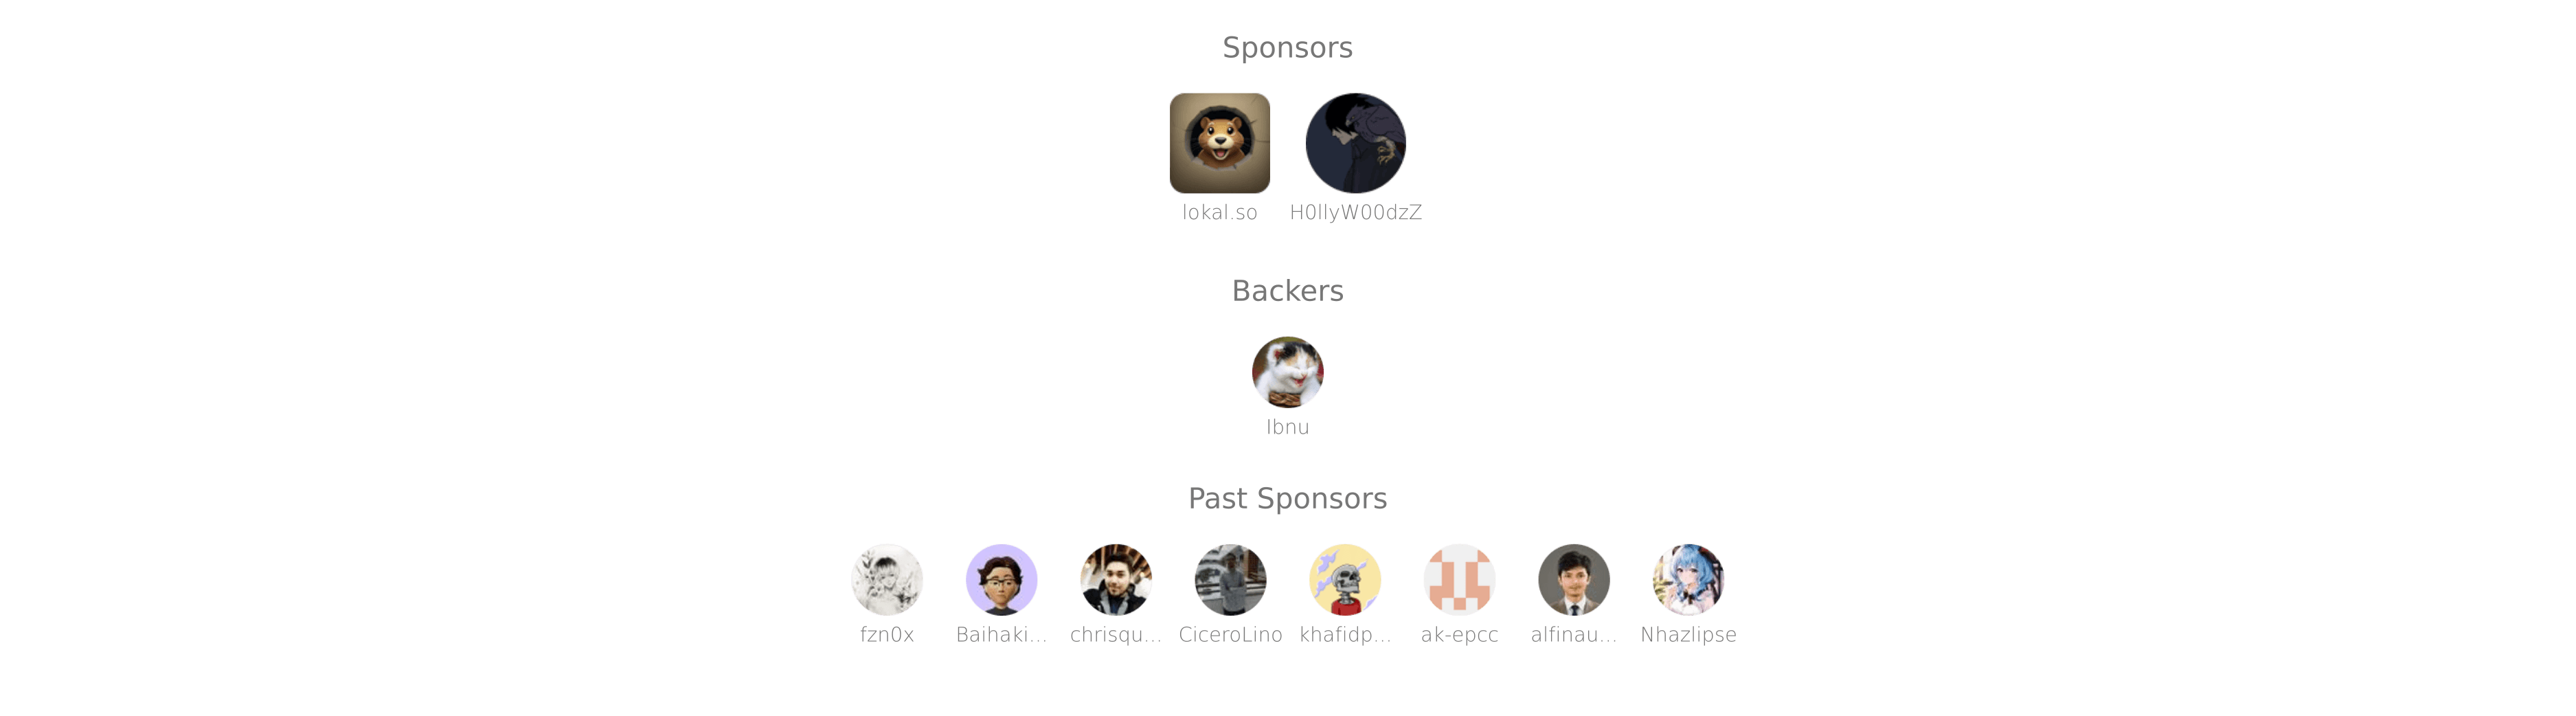 Sponsors
lokal.so H0llyW00dzZ
Backers
Ibnu
Past Sponsors
fzn0x Baihaki... chrisqu... CiceroLino khafidp... ak-epcc alfinau... Nhazlipse